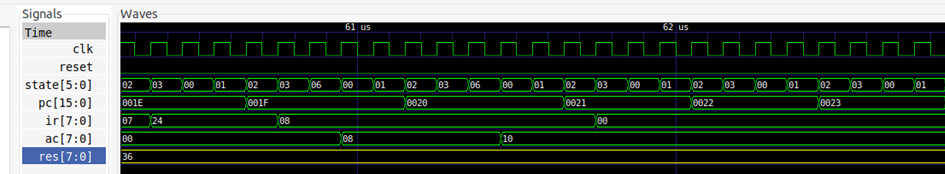 Signals Waves
Time 61 us 62 us
clk
reset
state[5:0] 02 03 00 01 02 03 06 00 01 02 03 06 00 01 02 03 00 01 02 03 00 01 02 03 00 01
pc[15:0] 001E 001F 0020 0021 0022 0023
ir[7:0] 07 24 08 00
ac[7:0] 00 08 10
res[7:0] 36